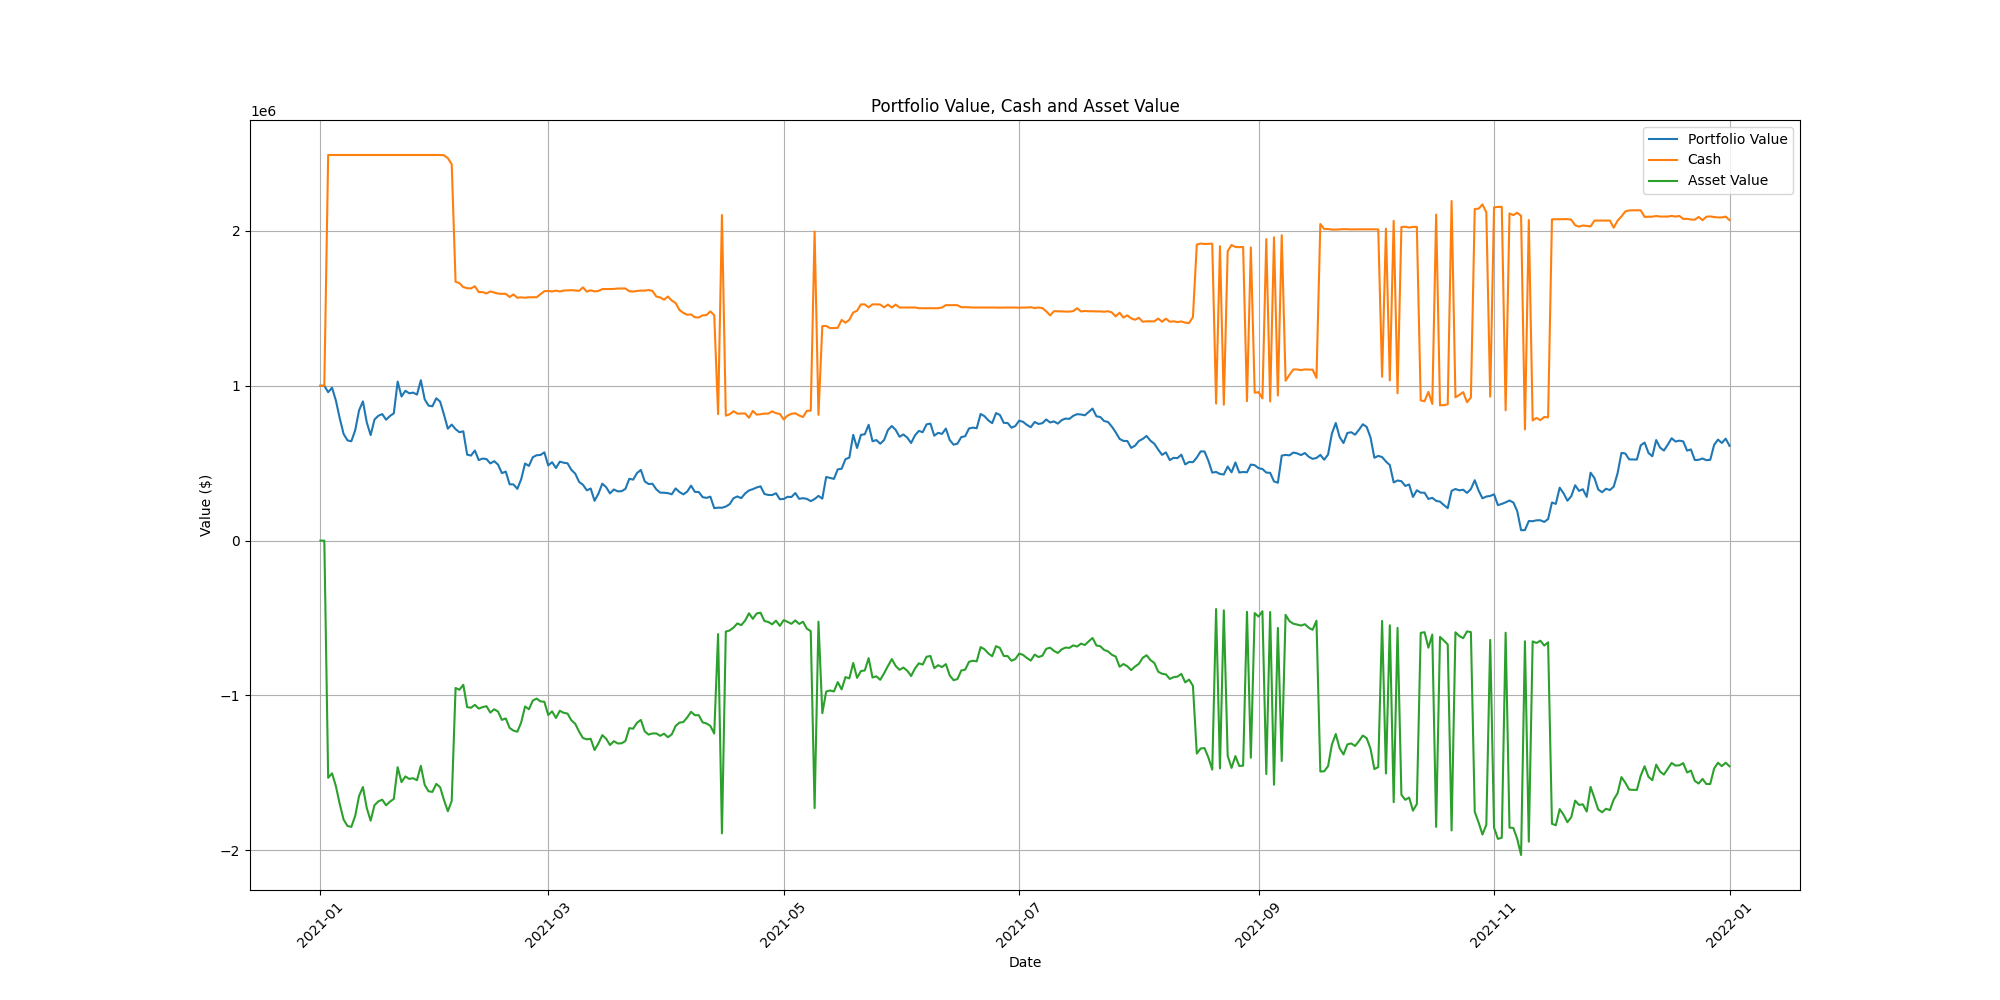 Portfolio Value, Cash and Asset Value
1e6
Portfolio Value
Cash
Asset Value
2
1
0
−1
−2
Value ($)
2021-01
2021-03
2021-05
2021-07
2021-09
2021-11
2022-01
Date